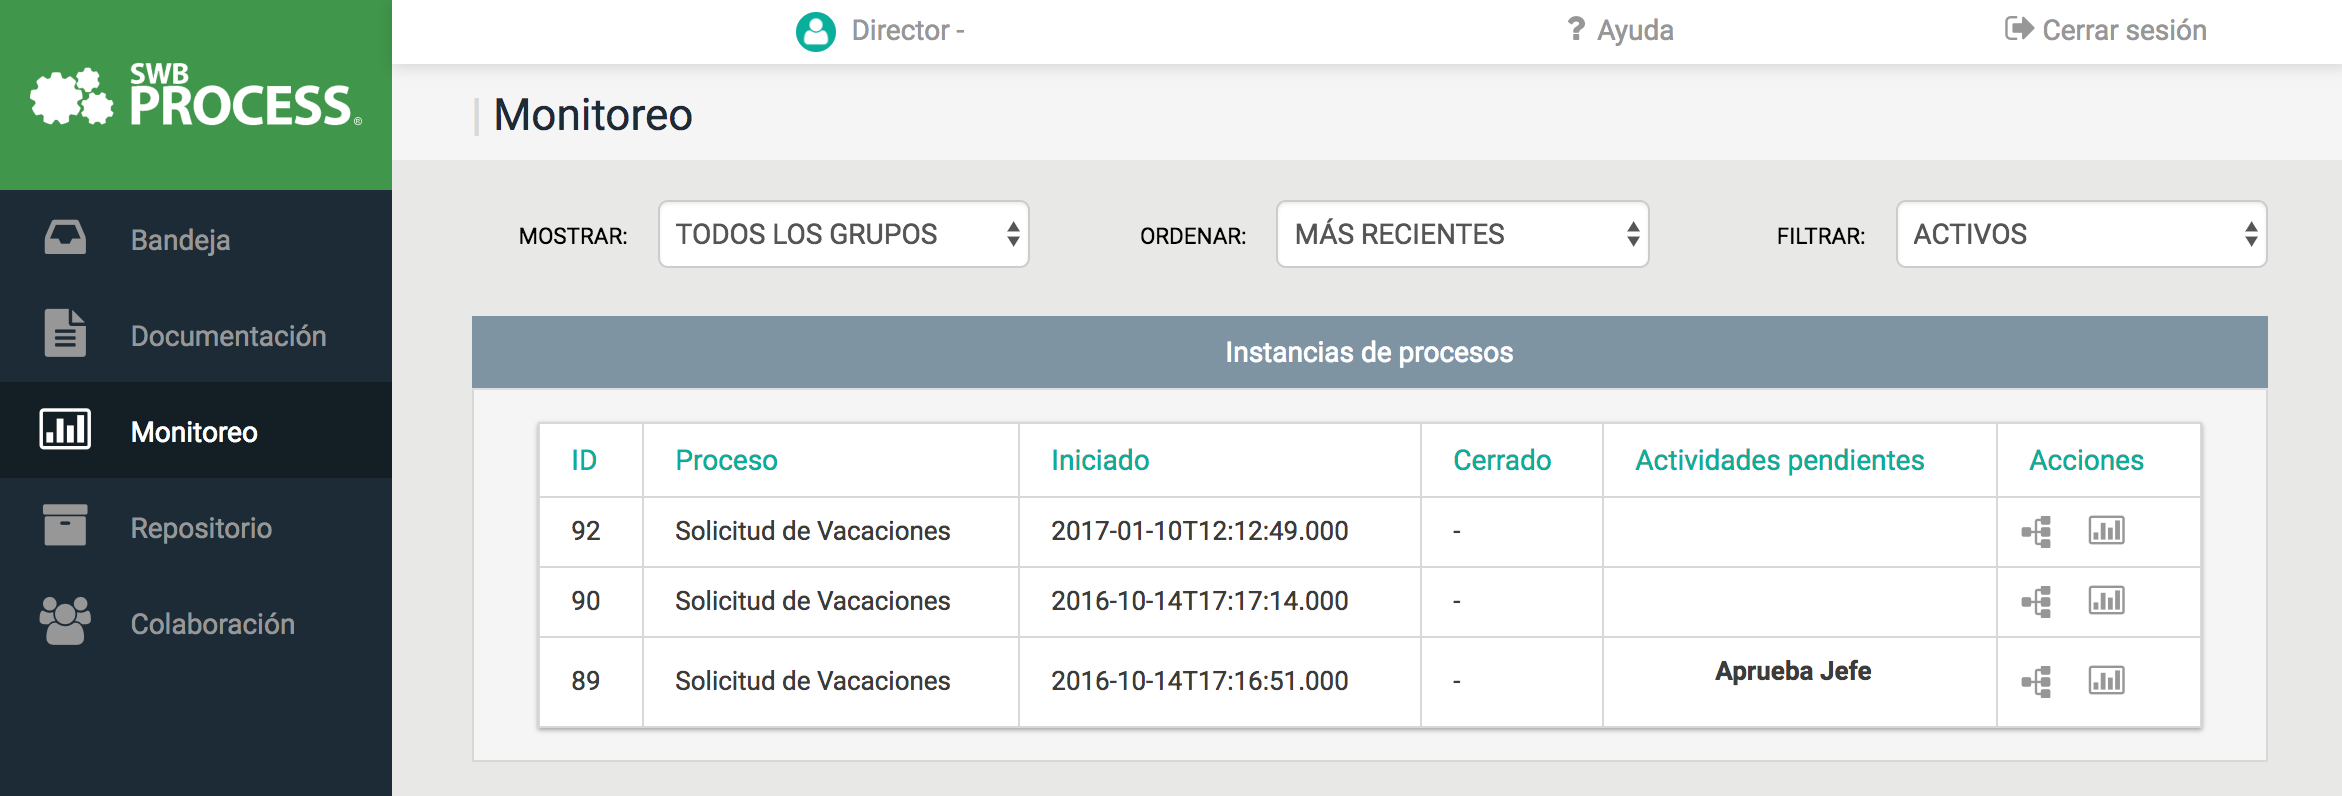 SWB
PROCESS®
Director -
? Ayuda
Cerrar sesión
Monitoreo
Bandeja
Documentación
Monitoreo
Repositorio
Colaboración
MOSTRAR: TODOS LOS GRUPOS ORDENAR: MÁS RECIENTES FILTRAR: ACTIVOS
Instancias de procesos
ID Proceso Iniciado Cerrado Actividades pendientes Acciones
92 Solicitud de Vacaciones 2017-01-10T12:12:49.000 -
90 Solicitud de Vacaciones 2016-10-14T17:17:14.000 -
89 Solicitud de Vacaciones 2016-10-14T17:16:51.000 - Aprueba Jefe